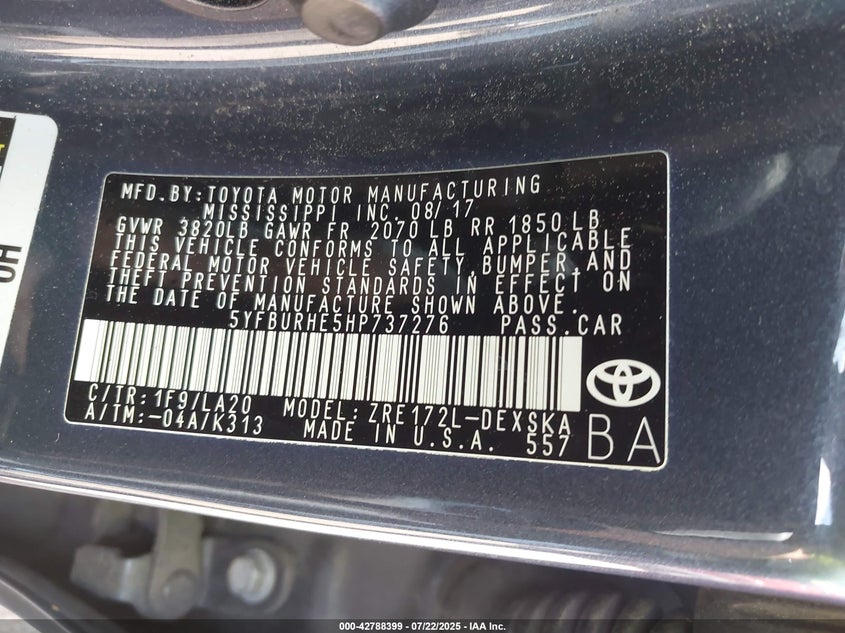 MFD.BY:TOYOTA MOTOR MANUFACTURING
MISSISSIPPI INC. 08/17
GVWR 3820LB GAWR FR 2070 LB RR 1850 LB
THIS VEHICLE CONFORMS TO ALL APPLICABLE
FEDERAL MOTOR VEHICLE SAFETY,BUMPER,AND
THEFT PREVENTION STANDARDS IN EFFECT ON
THE DATE OF MANUFACTURE SHOWN ABOVE.
5YFBURHE5HP737276 PASS.CAR
C/TR: 1F9/LA20 MODEL: ZRE172L-DEXSKA
A/TM:-04A/K313 MADE IN U.S.A. 557
BA
000-42788399 | 07/22/2025 - IAA Inc.